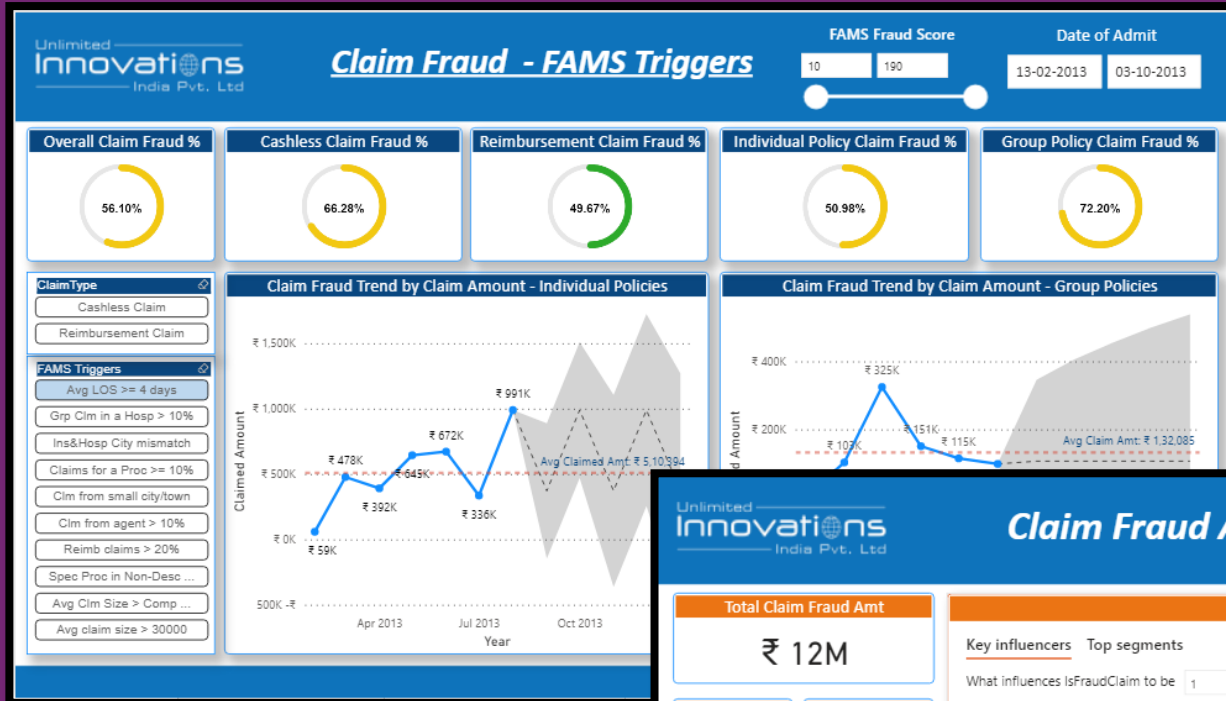 Unlimited
Innovations
India Pvt. Ltd
Claim Fraud - FAMS Triggers
FAMS Fraud Score
10
190
Date of Admit
13-02-2013
03-10-2013
Overall Claim Fraud %
56.10%
Cashless Claim Fraud %
66.28%
Reimbursement Claim Fraud %
49.67%
Individual Policy Claim Fraud %
50.98%
Group Policy Claim Fraud %
72.20%
ClaimType
Cashless Claim
Reimbursement Claim
FAMS Triggers
Avg LOS >= 4 days
Grp Clm in a Hosp > 10%
Ins&Hosp City mismatch
Claims for a Proc >= 10%
Clm from small city/town
Clm from agent > 10%
Reimb claims > 20%
Spec Proc in Non-Desc ...
Avg Clm Size > Comp ...
Avg claim size > 30000
Claim Fraud Trend by Claim Amount - Individual Policies
Claimed Amount
₹ 1,500K
₹ 1,000K
₹ 500K
₹ 0K
500K -₹
₹ 59K
₹ 478K
₹ 392K
₹ 645K
₹ 672K
₹ 336K
₹ 991K
Avg Claimed Amt: ₹ 5,10,394
Apr 2013
Jul 2013
Oct 2013
Year
Claim Fraud Trend by Claim Amount - Group Policies
Amount
₹ 400K
₹ 200K
₹ 325K
₹ 151K
₹ 115K
Avg Claim Amt: ₹ 1,32,085
Unlimited
Innovations
India Pvt. Ltd
Claim Fraud
Total Claim Fraud Amt
₹ 12M
Key influencers
Top segments
What influences IsFraudClaim to be
1